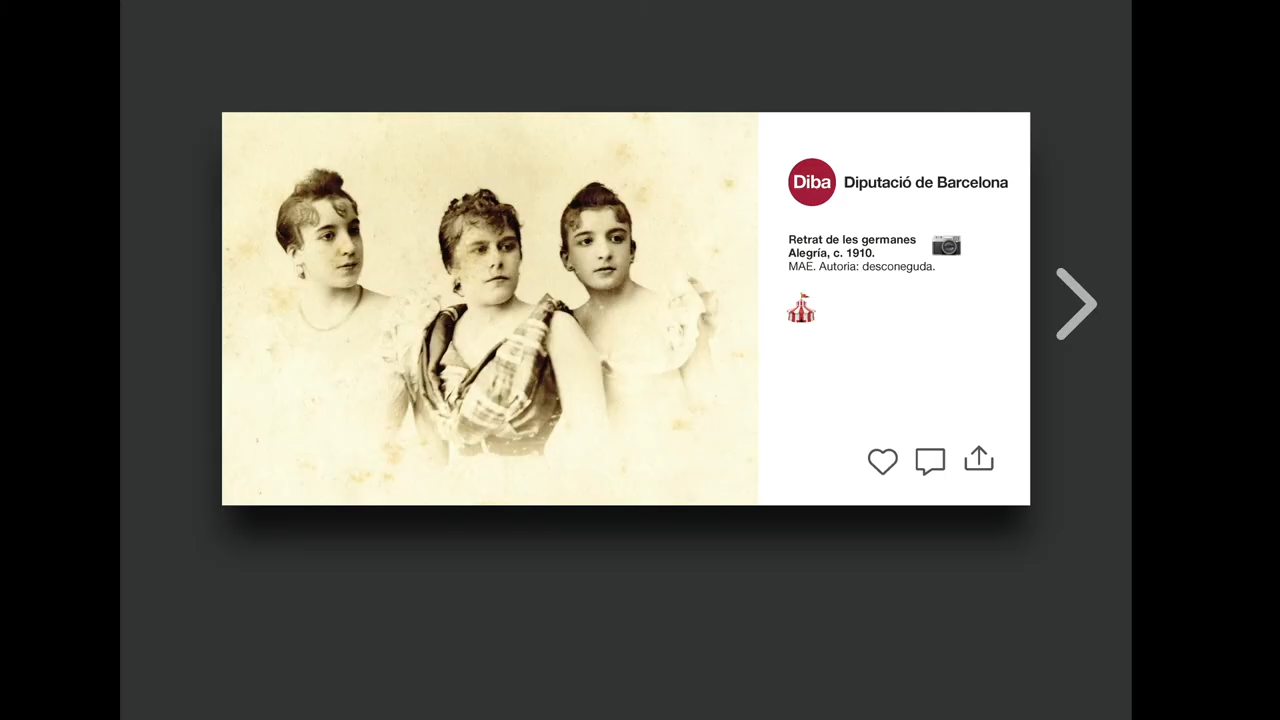 Diba Diputació de Barcelona
Retrat de les germanes
Alegría, c. 1910.
MAE. Autoria: desconeguda.